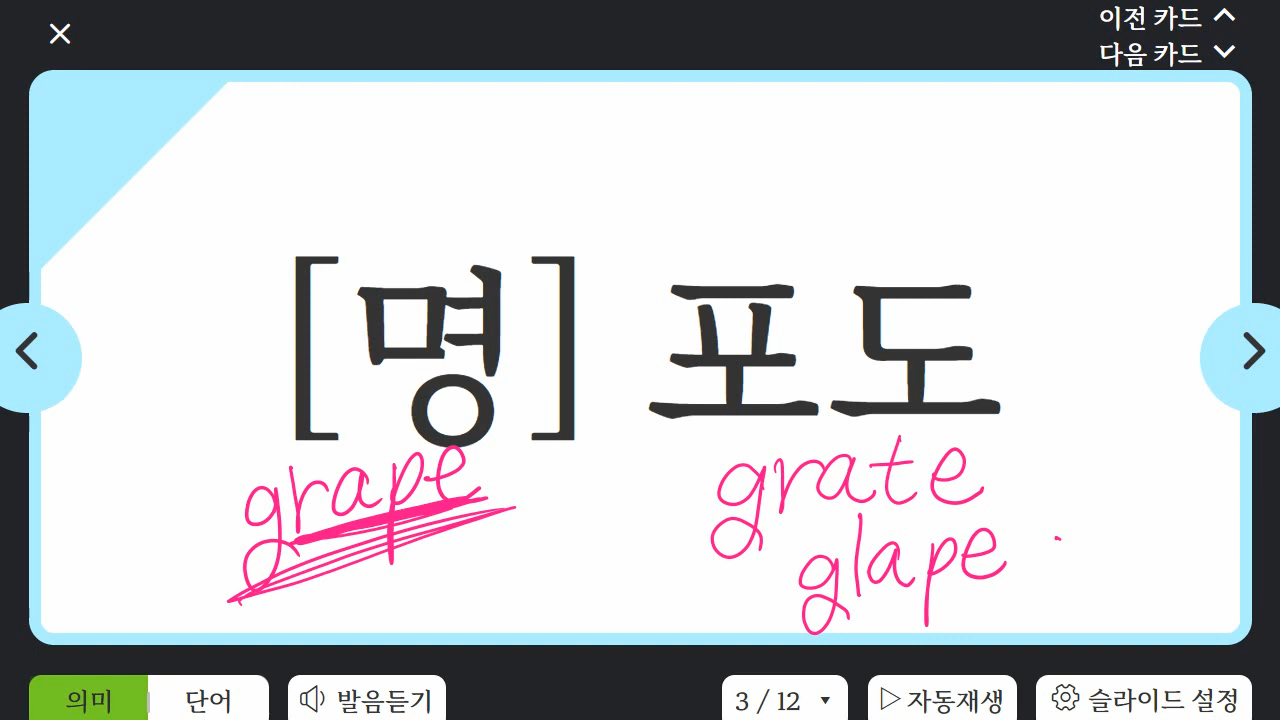 이전 카드
다음 카드
[명] 포도
grape
grate
glape
의미
단어
발음듣기
3 / 12
자동재생
슬라이드 설정